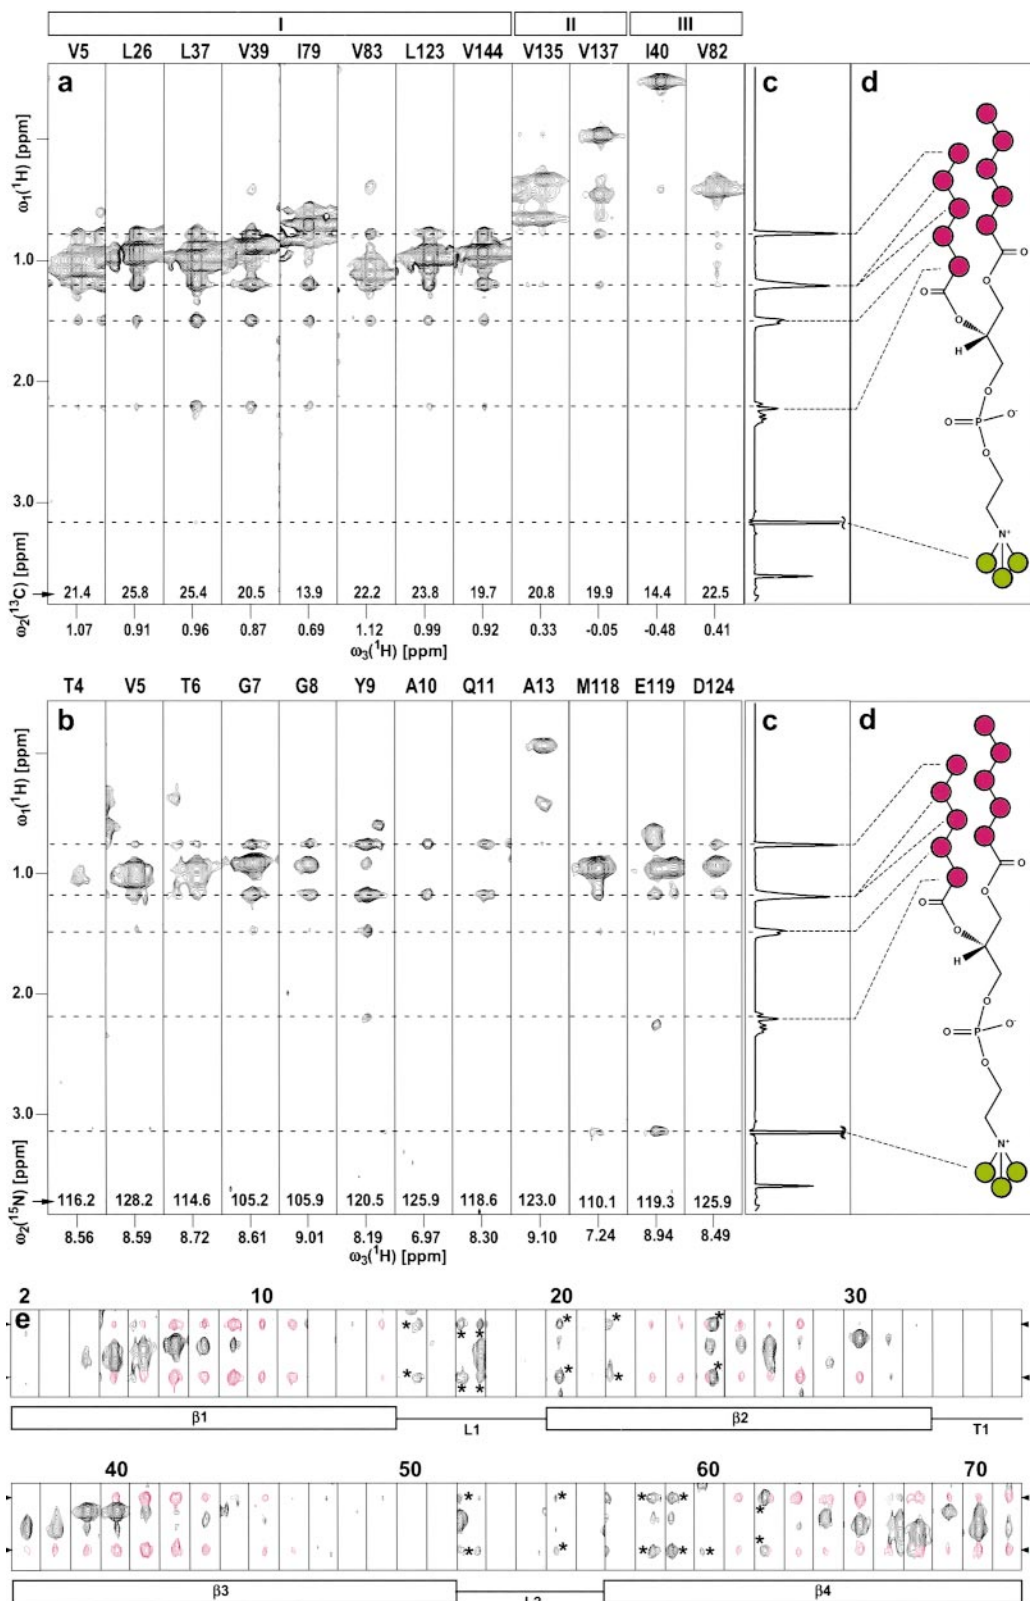 I II III
V5 L26 L37 V39 I79 V83 L123 V144 V135 V137 I40 V82
a c d
ω1(1H) [ppm]
1.0
2.0
3.0
O
O
O
O
H
O
O=P
O-
O
N+
ω2(13C) [ppm]
21.4 25.8 25.4 20.5 13.9 22.2 23.8 19.7 20.8 19.9 14.4 22.5
1.07 0.91 0.96 0.87 0.69 1.12 0.99 0.92 0.33 -0.05 -0.48 0.41
ω3(1H) [ppm]
T4 V5 T6 G7 G8 Y9 A10 Q11 A13 M118 E119 D124
b c d
ω1(1H) [ppm]
1.0
2.0
3.0
O
O
O
O
H
O
O=P
O-
O
N+
ω2(15N) [ppm]
116.2 128.2 114.6 105.2 105.9 120.5 125.9 118.6 123.0 110.1 119.3 125.9
8.56 8.59 8.72 8.61 9.01 8.19 6.97 8.30 9.10 7.24 8.94 8.49
ω3(1H) [ppm]
2 10 20 30
e
β1 L1 β2 T1
40 50 60 70
β3 β4